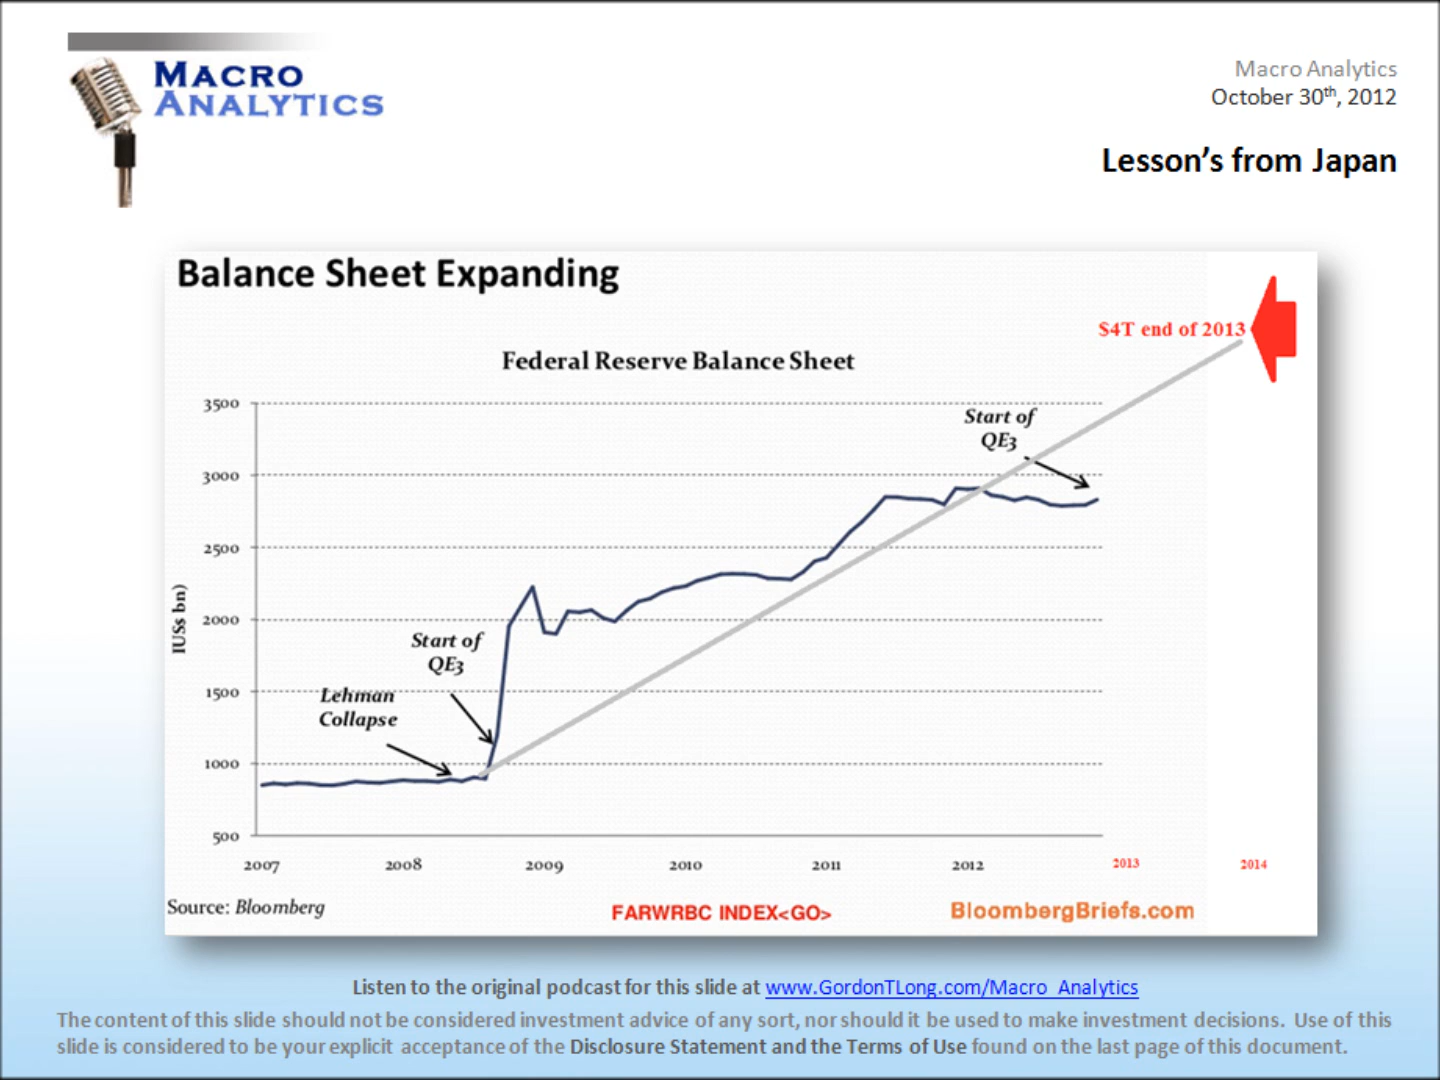 MACRO
ANALYTICS
Macro Analytics
October 30th, 2012
Lesson's from Japan
Balance Sheet Expanding
$4T end of 2013
Federal Reserve Balance Sheet
3500
3000
2500
2000
1500
1000
500
IUS$ bn)
Start of
QE3
Start of
QE3
Lehman
Collapse
2007 2008 2009 2010 2011 2012 2013 2014
Source: Bloomberg
FARWRBC INDEX<GO>
BloombergBriefs.com
Listen to the original podcast for this slide at www.GordonTLong.com/Macro_Analytics
The content of this slide should not be considered investment advice of any sort, nor should it be used to make investment decisions. Use of this
slide is considered to be your explicit acceptance of the Disclosure Statement and the Terms of Use found on the last page of this document.